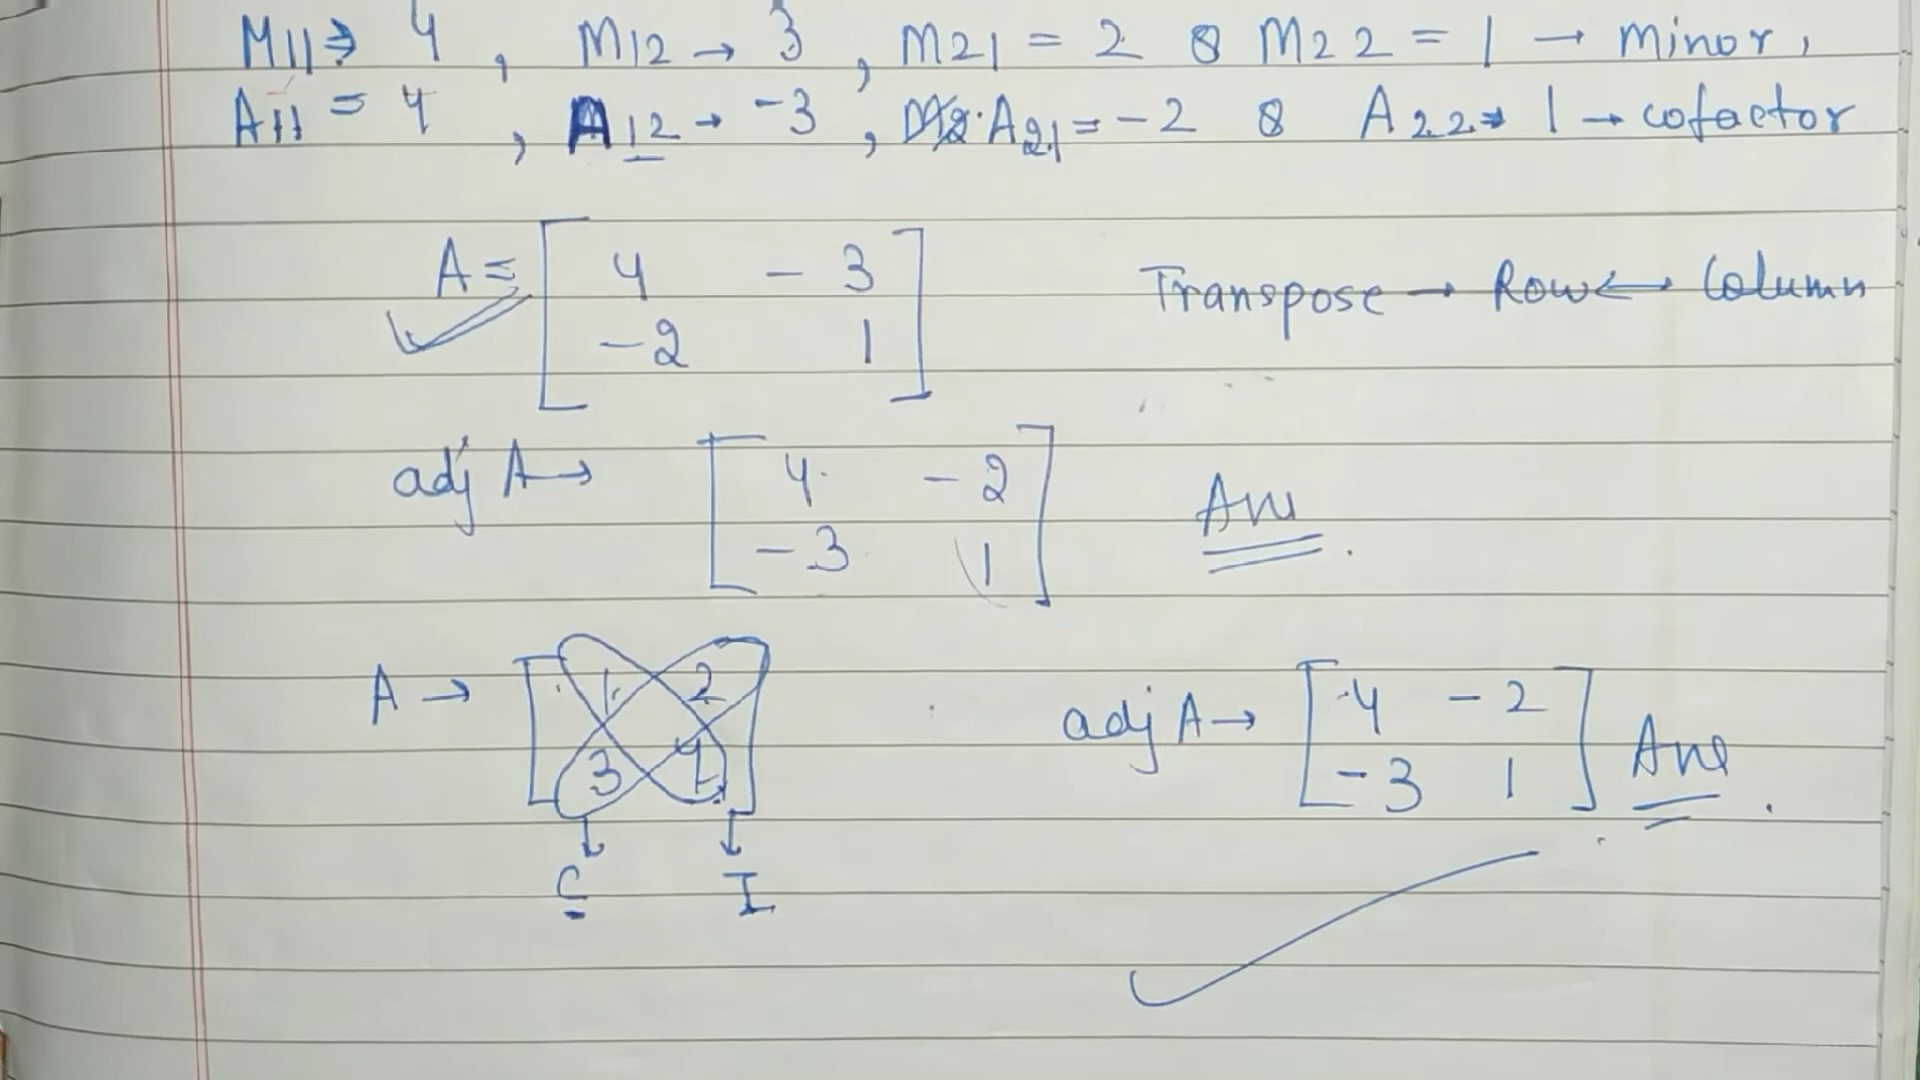 M11 → 4 , M12 → 3 , M21 = 2 & M22 = 1 → minor,
A11 = 4 , A12 → -3 , A21 = -2 & A22 → 1 → cofactor
A = [ 4 - 3
-2 1 ] Transpose → Row ↔ Column
adj A → [ 4 - 2
- 3 1 ] Ans
A → [ 1 2
3 4 ] adj A → [ 4 - 2
- 3 1 ] Ans
C I